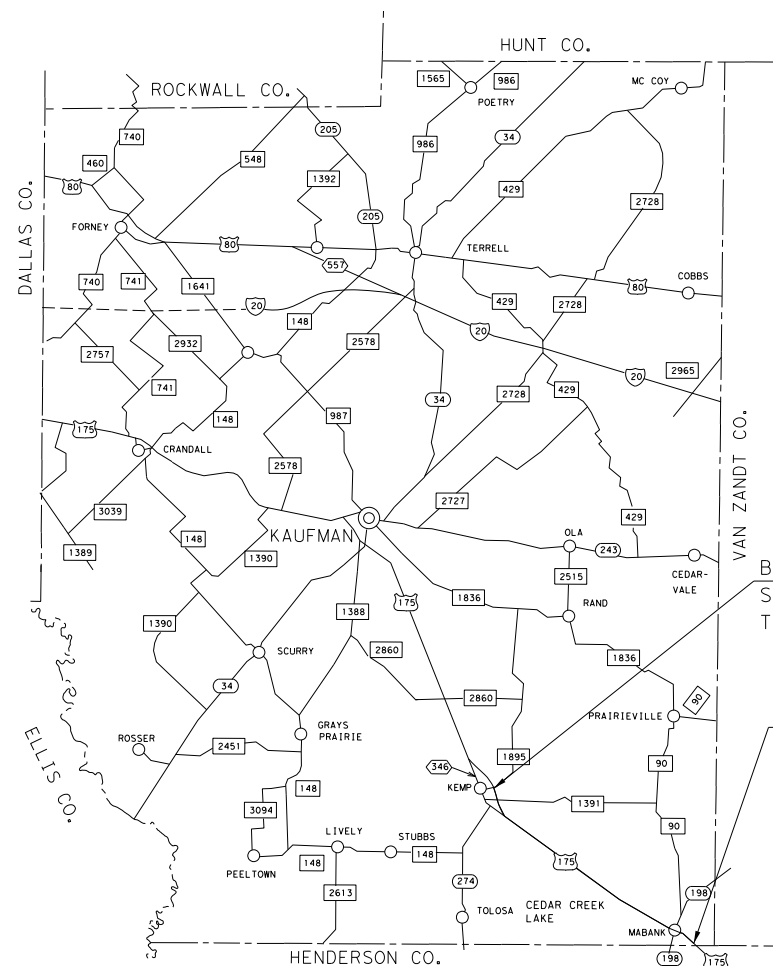 HUNT CO.
ROCKWALL CO.
1565
986
MC COY
POETRY
205
34
740
548
986
460
1392
429
80
205
2728
FORNEY
DALLAS CO.
80
TERRELL
557
740
741
1641
80
COBBS
20
429
2728
148
20
2757
2932
2578
2965
20
741
34
2728
429
148
987
175
CRANDALL
2578
VAN ZANDT CO.
2727
3039
429
148
KAUFMAN
OLA
243
1389
1390
CEDAR-
VALE
B
2515
S
175
1836
RAND
T
1390
1388
2860
1836
SCURRY
34
2860
90
PRAIRIEVILLE
ELLIS CO.
GRAYS
PRAIRIE
ROSSER
2451
1895
346
90
KEMP
148
1391
3094
90
LIVELY
STUBBS
148
148
175
PEELTOWN
274
198
2613
CEDAR CREEK
LAKE
TOLOSA
MABANK
HENDERSON CO.
198
175